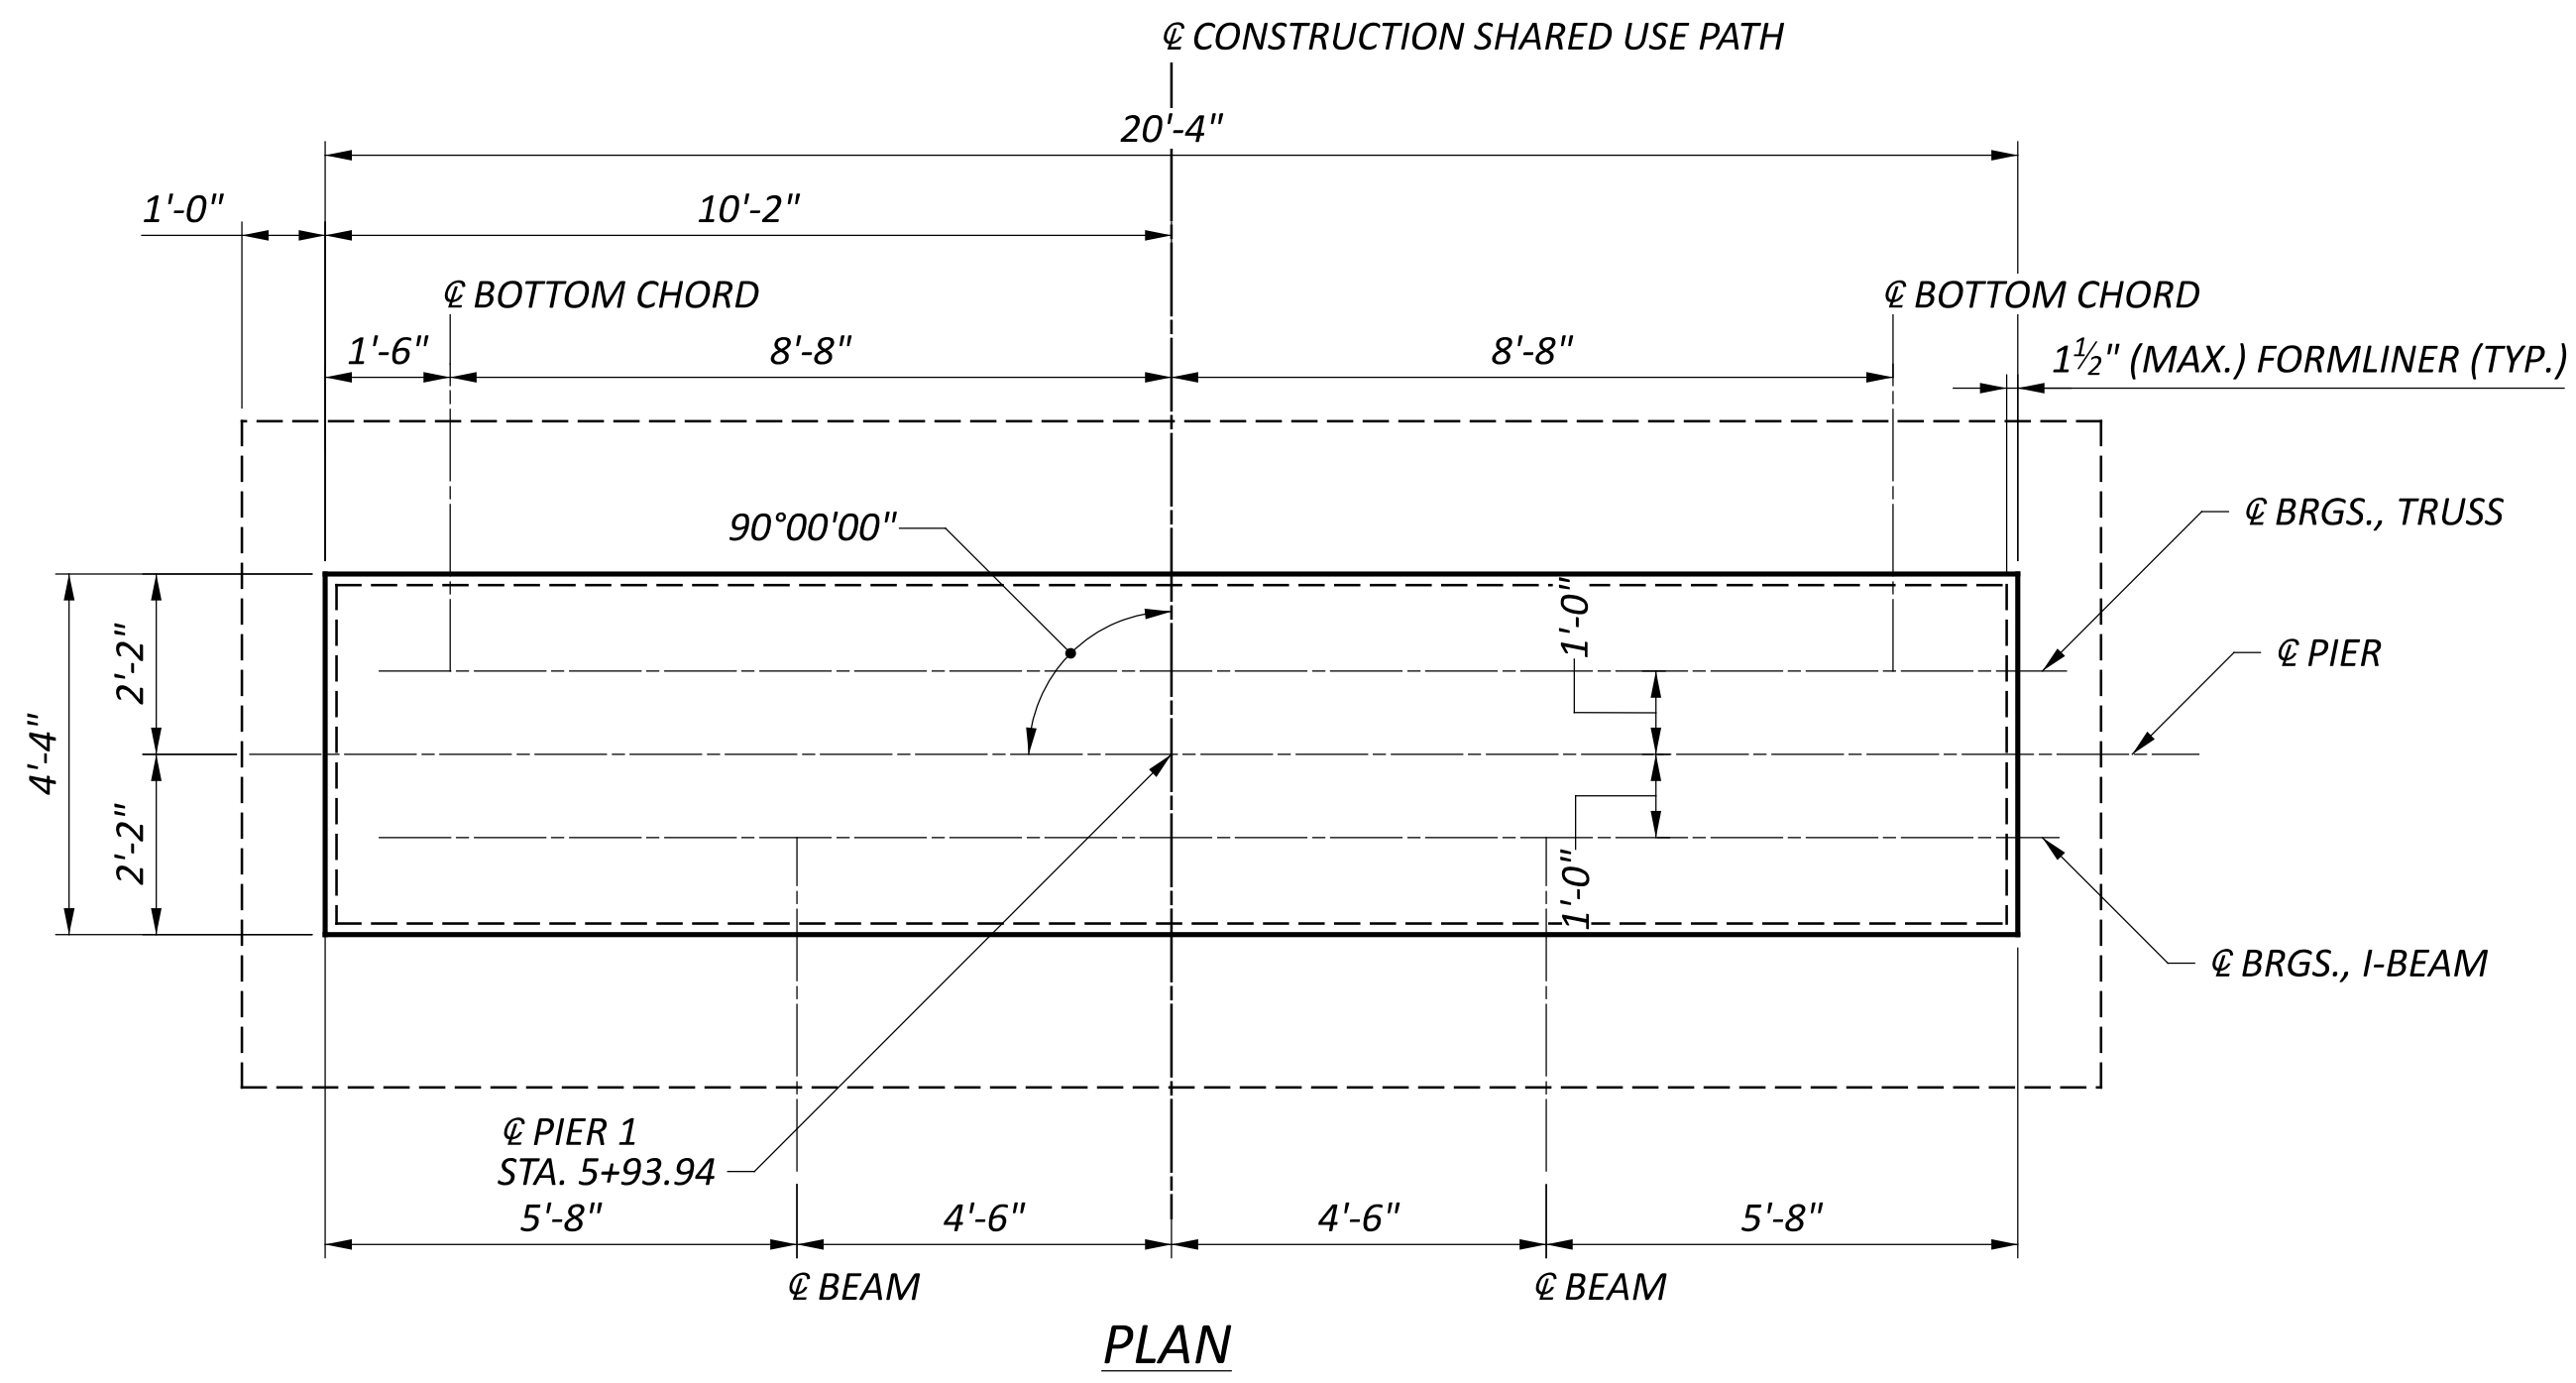 ℄ CONSTRUCTION SHARED USE PATH
20'-4"
1'-0"
10'-2"
℄ BOTTOM CHORD
℄ BOTTOM CHORD
1'-6"
8'-8"
8'-8"
1½" (MAX.) FORMLINER (TYP.)
90°00'00"
℄ BRGS., TRUSS
1'-0"
2'-2"
℄ PIER
4'-4"
2'-2"
1'-0"
℄ BRGS., I-BEAM
℄ PIER 1
STA. 5+93.94
5'-8"
4'-6"
4'-6"
5'-8"
℄ BEAM
℄ BEAM
PLAN